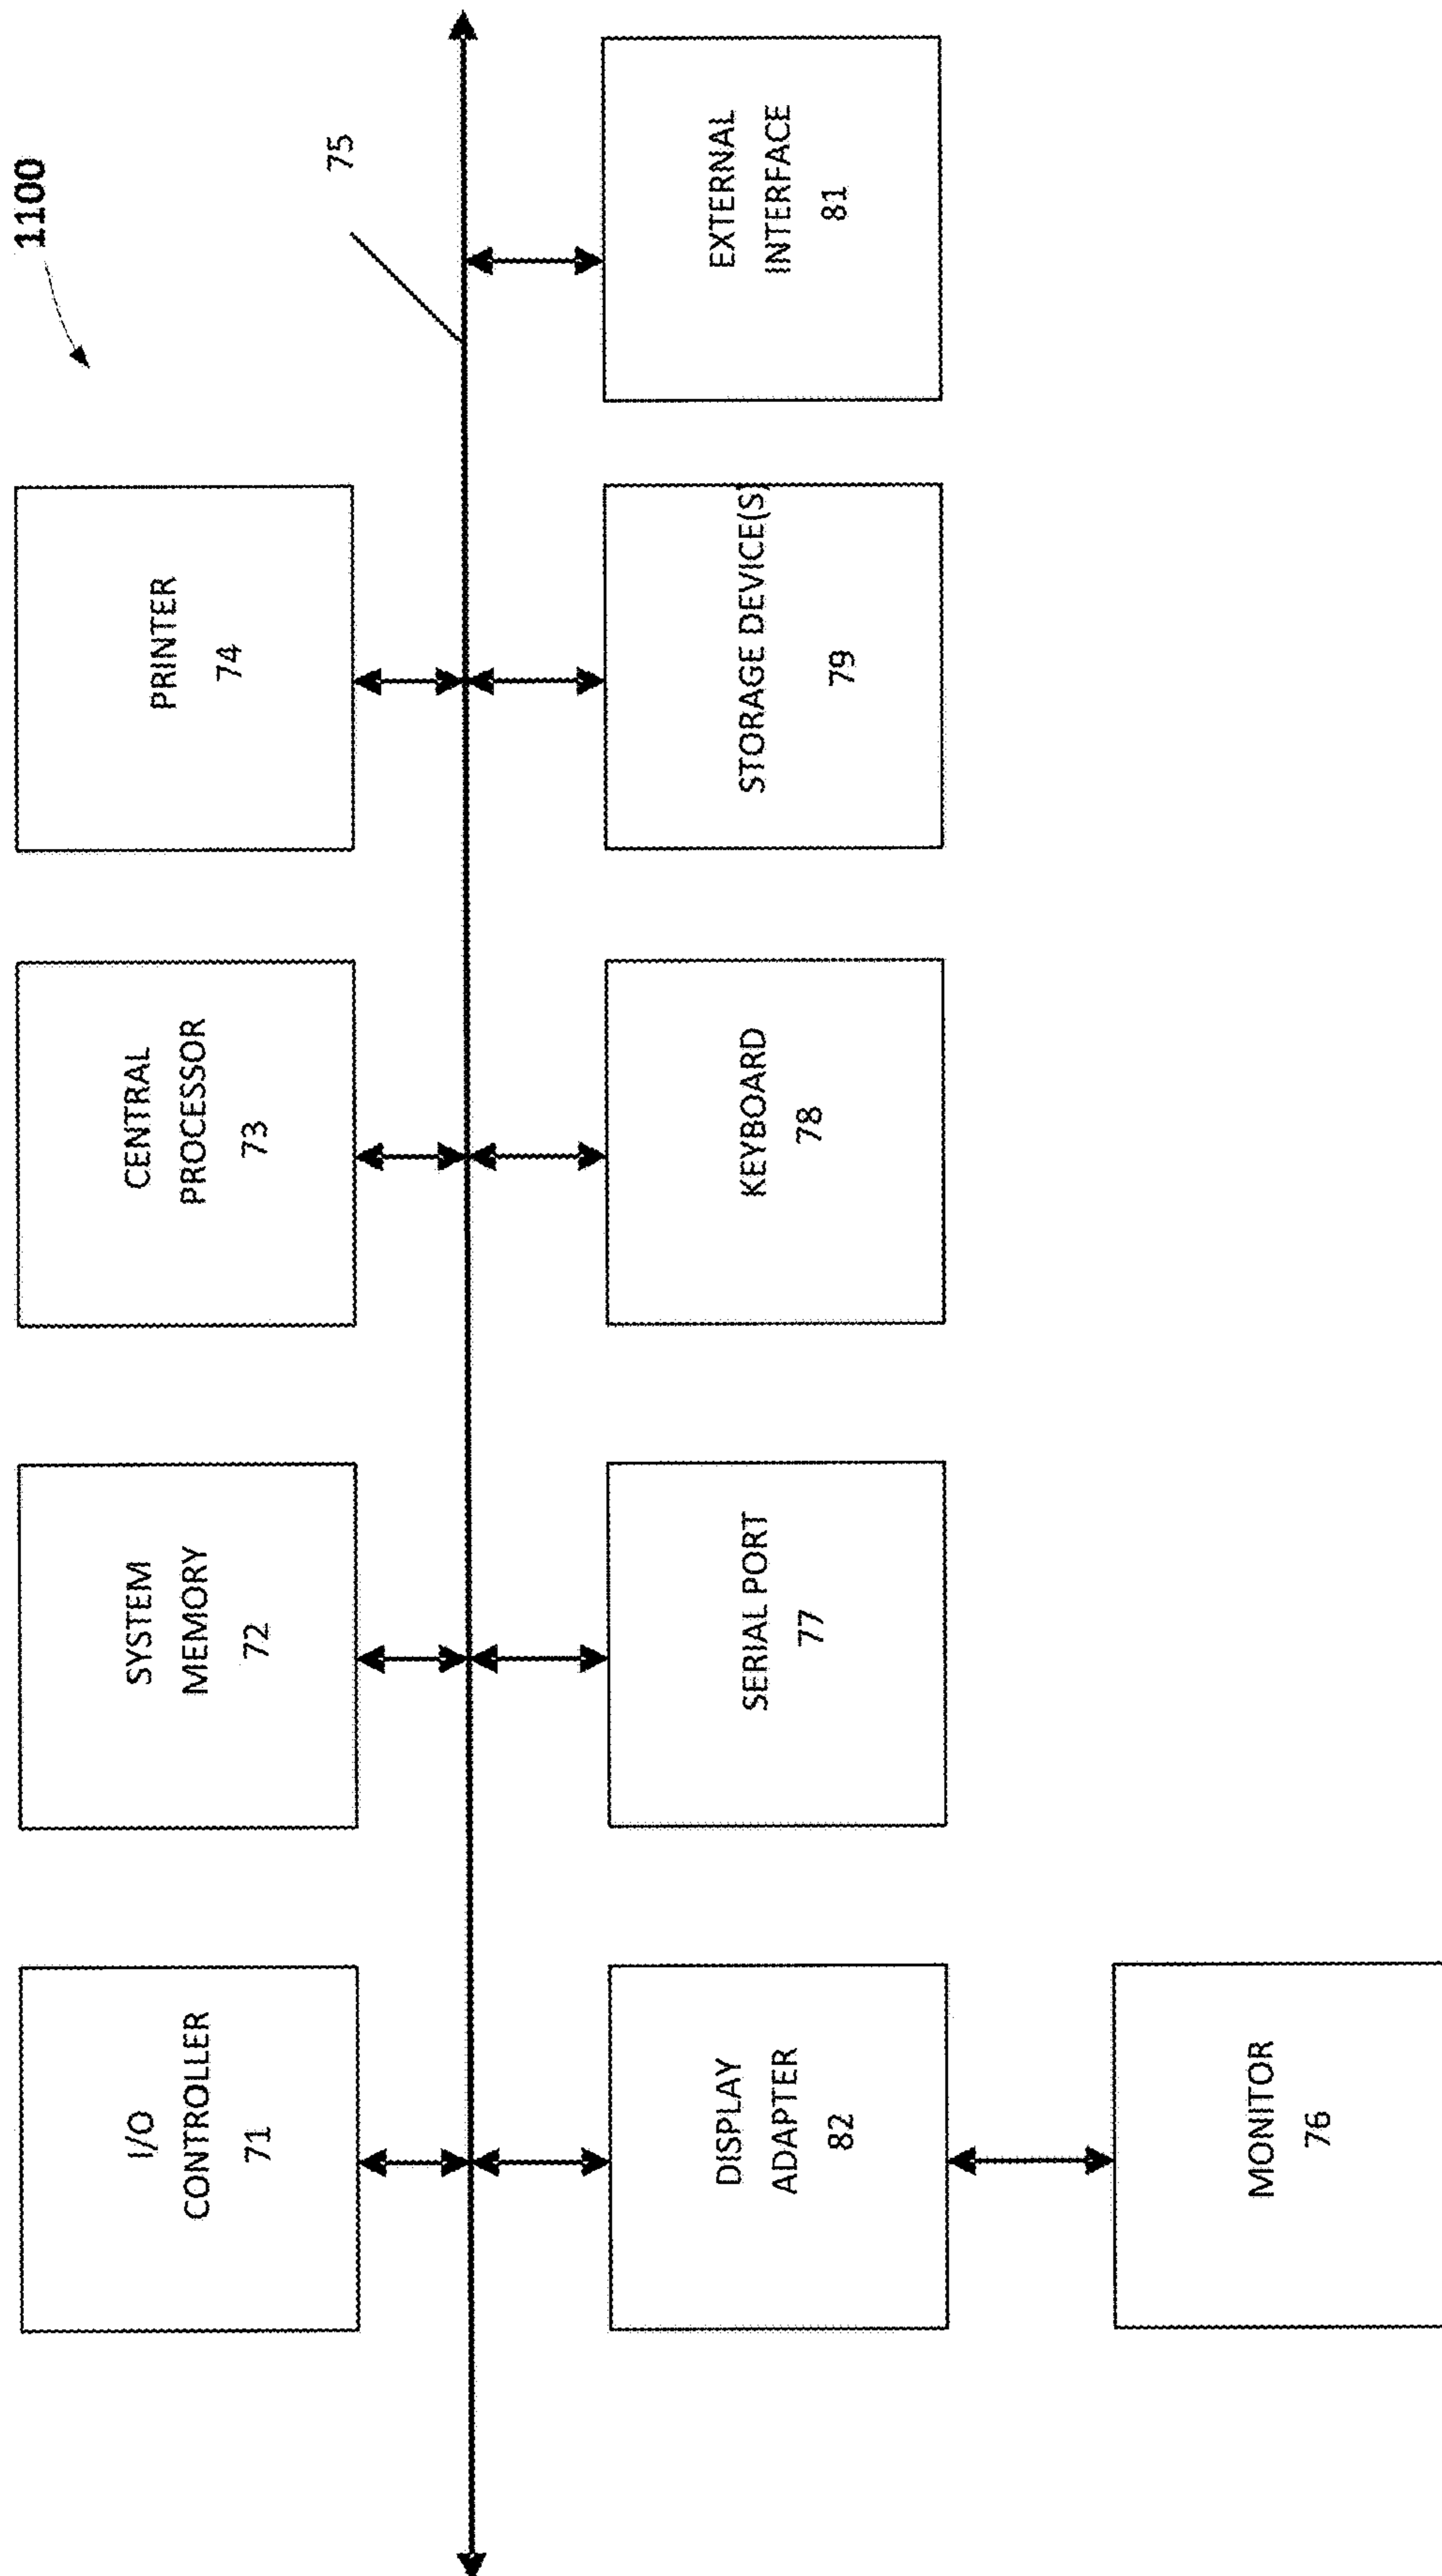 1100
I/O
CONTROLLER
71
SYSTEM
MEMORY
72
CENTRAL
PROCESSOR
73
PRINTER
74
75
DISPLAY
ADAPTER
82
SERIAL PORT
77
KEYBOARD
78
STORAGE DEVICE(S)
79
EXTERNAL
INTERFACE
81
MONITOR
76